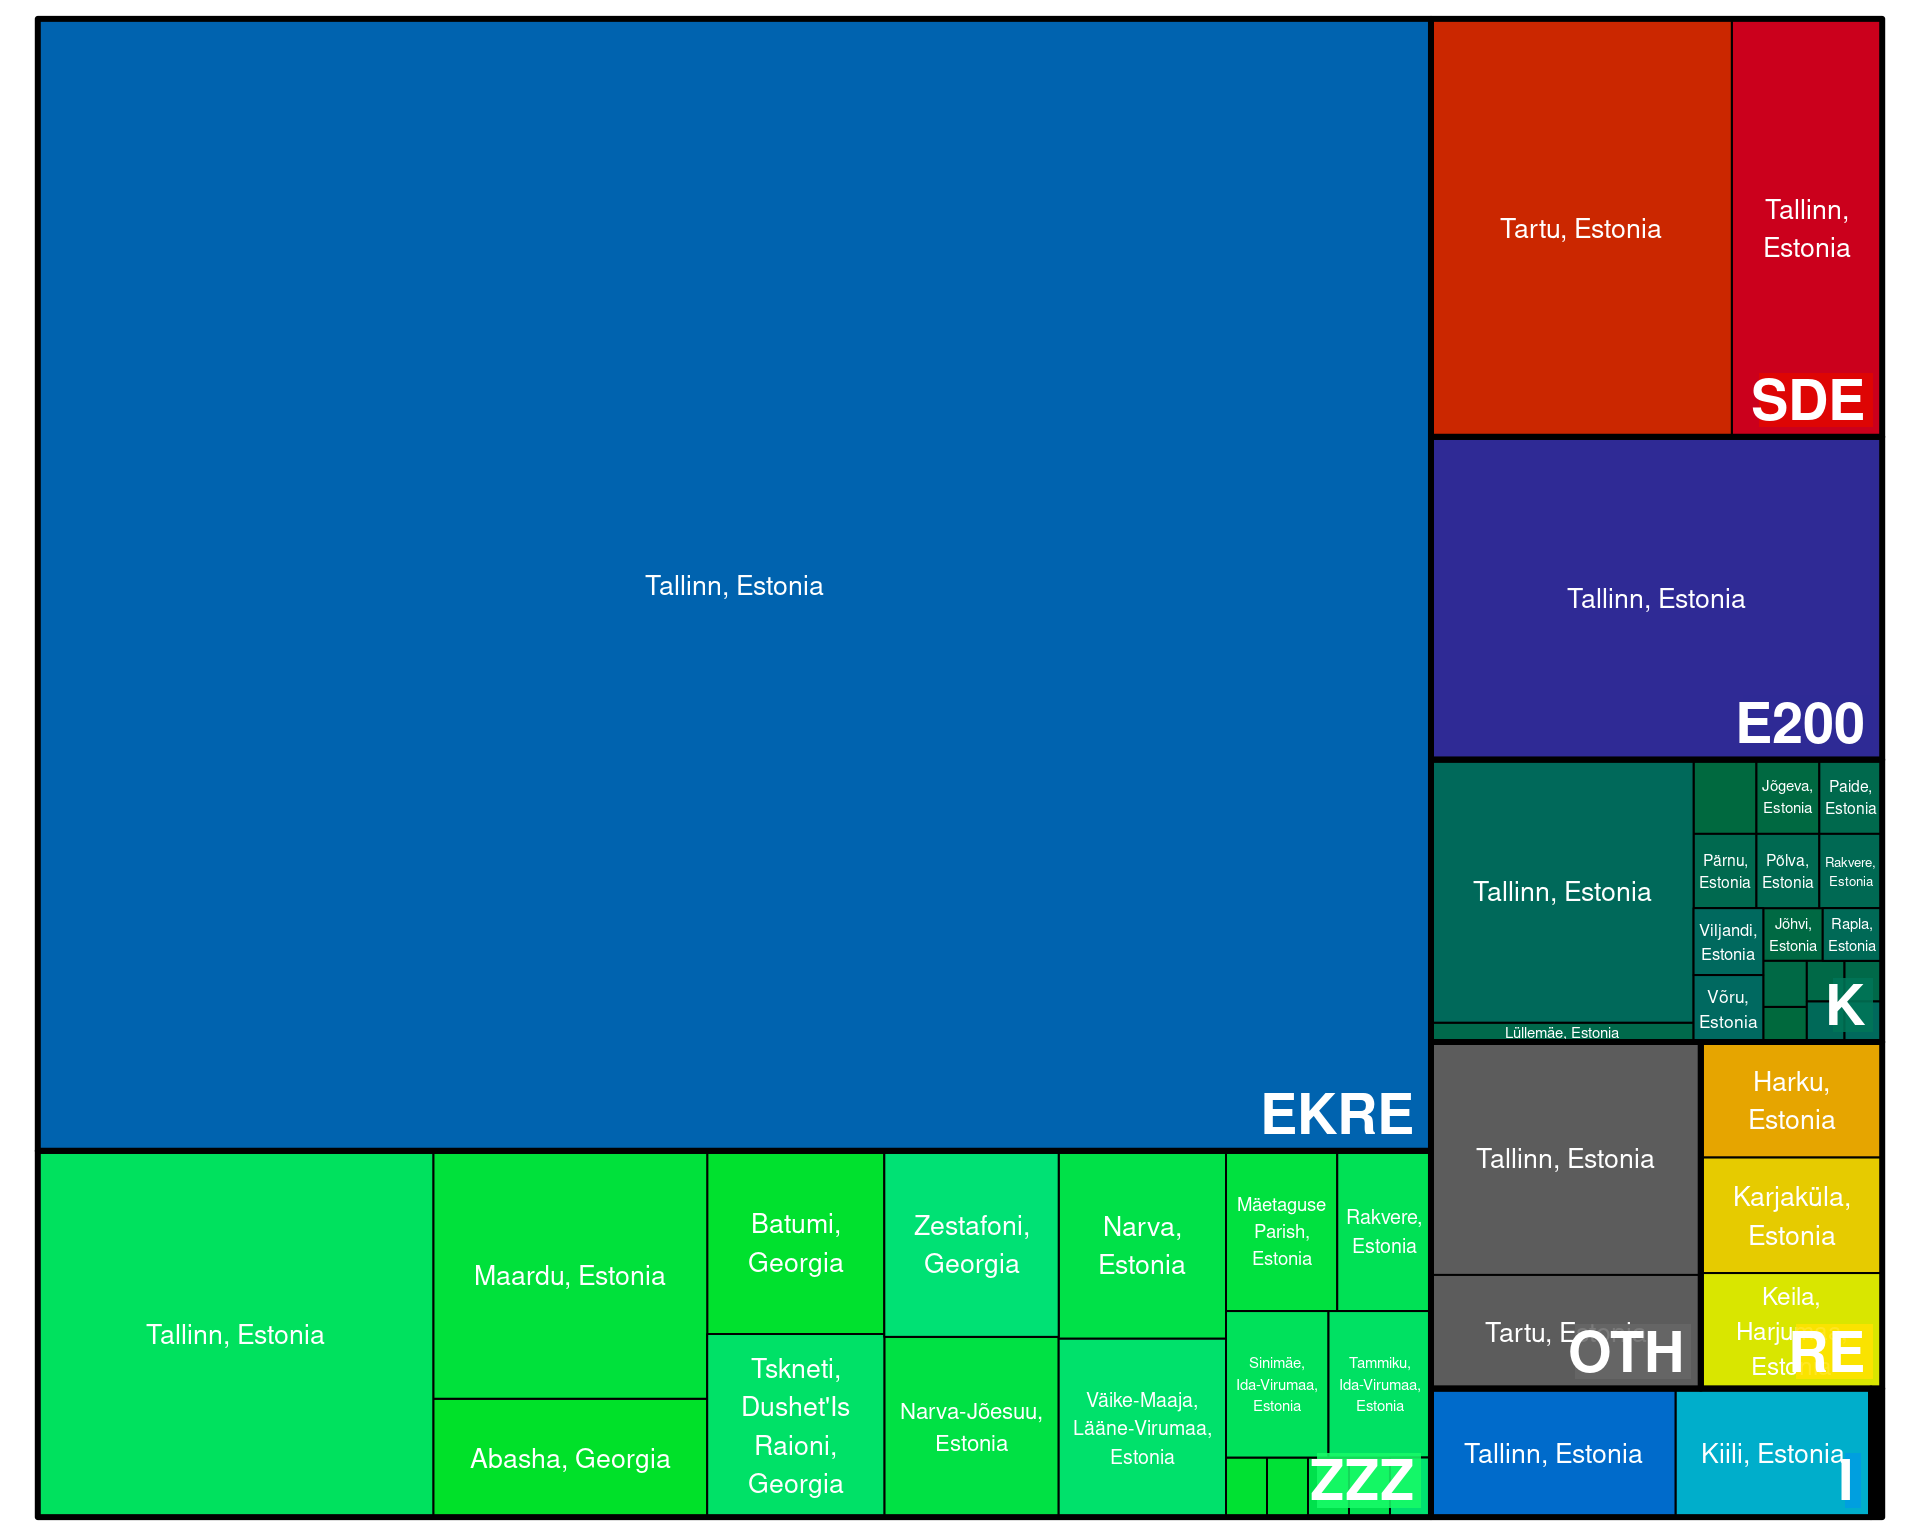 Tallinn, Estonia
EKRE
Tartu, Estonia
Tallinn,
Estonia
SDE
Tallinn, Estonia
E200
Tallinn, Estonia
Lüllemäe, Estonia
Jõgeva,
Estonia
Paide,
Estonia
Pärnu,
Estonia
Põlva,
Estonia
Rakvere,
Estonia
Viljandi,
Estonia
Jõhvi,
Estonia
Rapla,
Estonia
Võru,
Estonia
K
Tallinn, Estonia
Tartu, Estonia
OTH
Harku,
Estonia
Karjaküla,
Estonia
Keila,
RE
Tallinn, Estonia
Kiili, Estonia
I
Tallinn, Estonia
Maardu, Estonia
Abasha, Georgia
Batumi,
Georgia
Tskneti,
Dushet'Is
Raioni,
Georgia
Zestafoni,
Georgia
Narva-Jõesuu,
Estonia
Narva,
Estonia
Väike-Maaja,
Lääne-Virumaa,
Estonia
Mäetaguse
Parish,
Estonia
Rakvere,
Estonia
Sinimäe,
Ida-Virumaa,
Estonia
Tammiku,
Ida-Virumaa,
Estonia
ZZZ